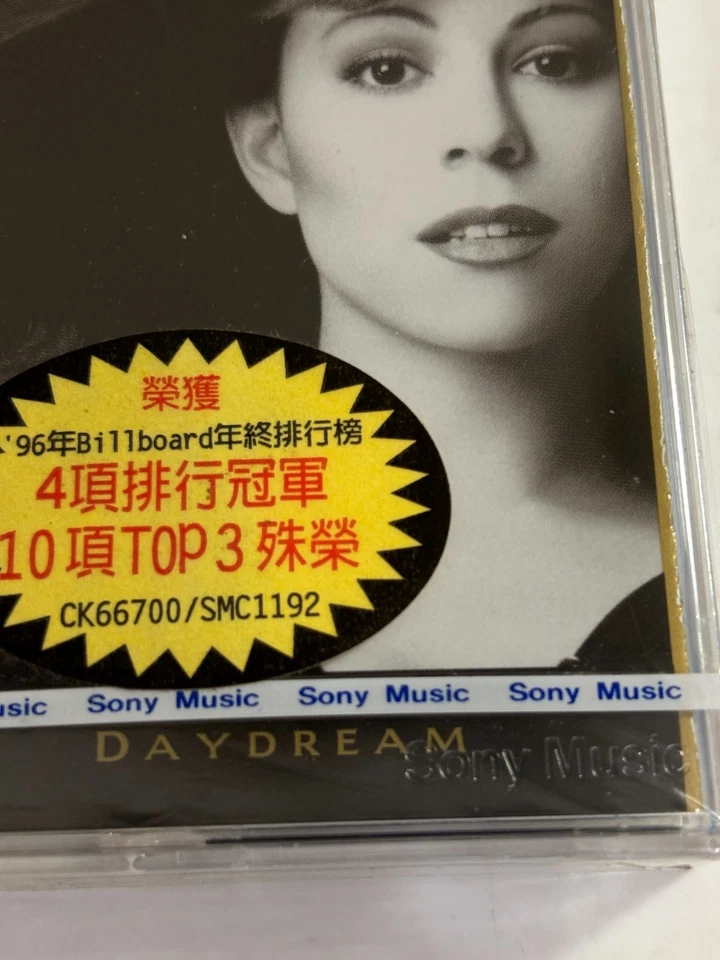 榮獲
'96年Billboard年終排行榜
4項排行冠軍
10項TOP3殊榮
CK66700/SMC1192
usic Sony Music Sony Music Sony Music
DAYDREAM
Sony Music